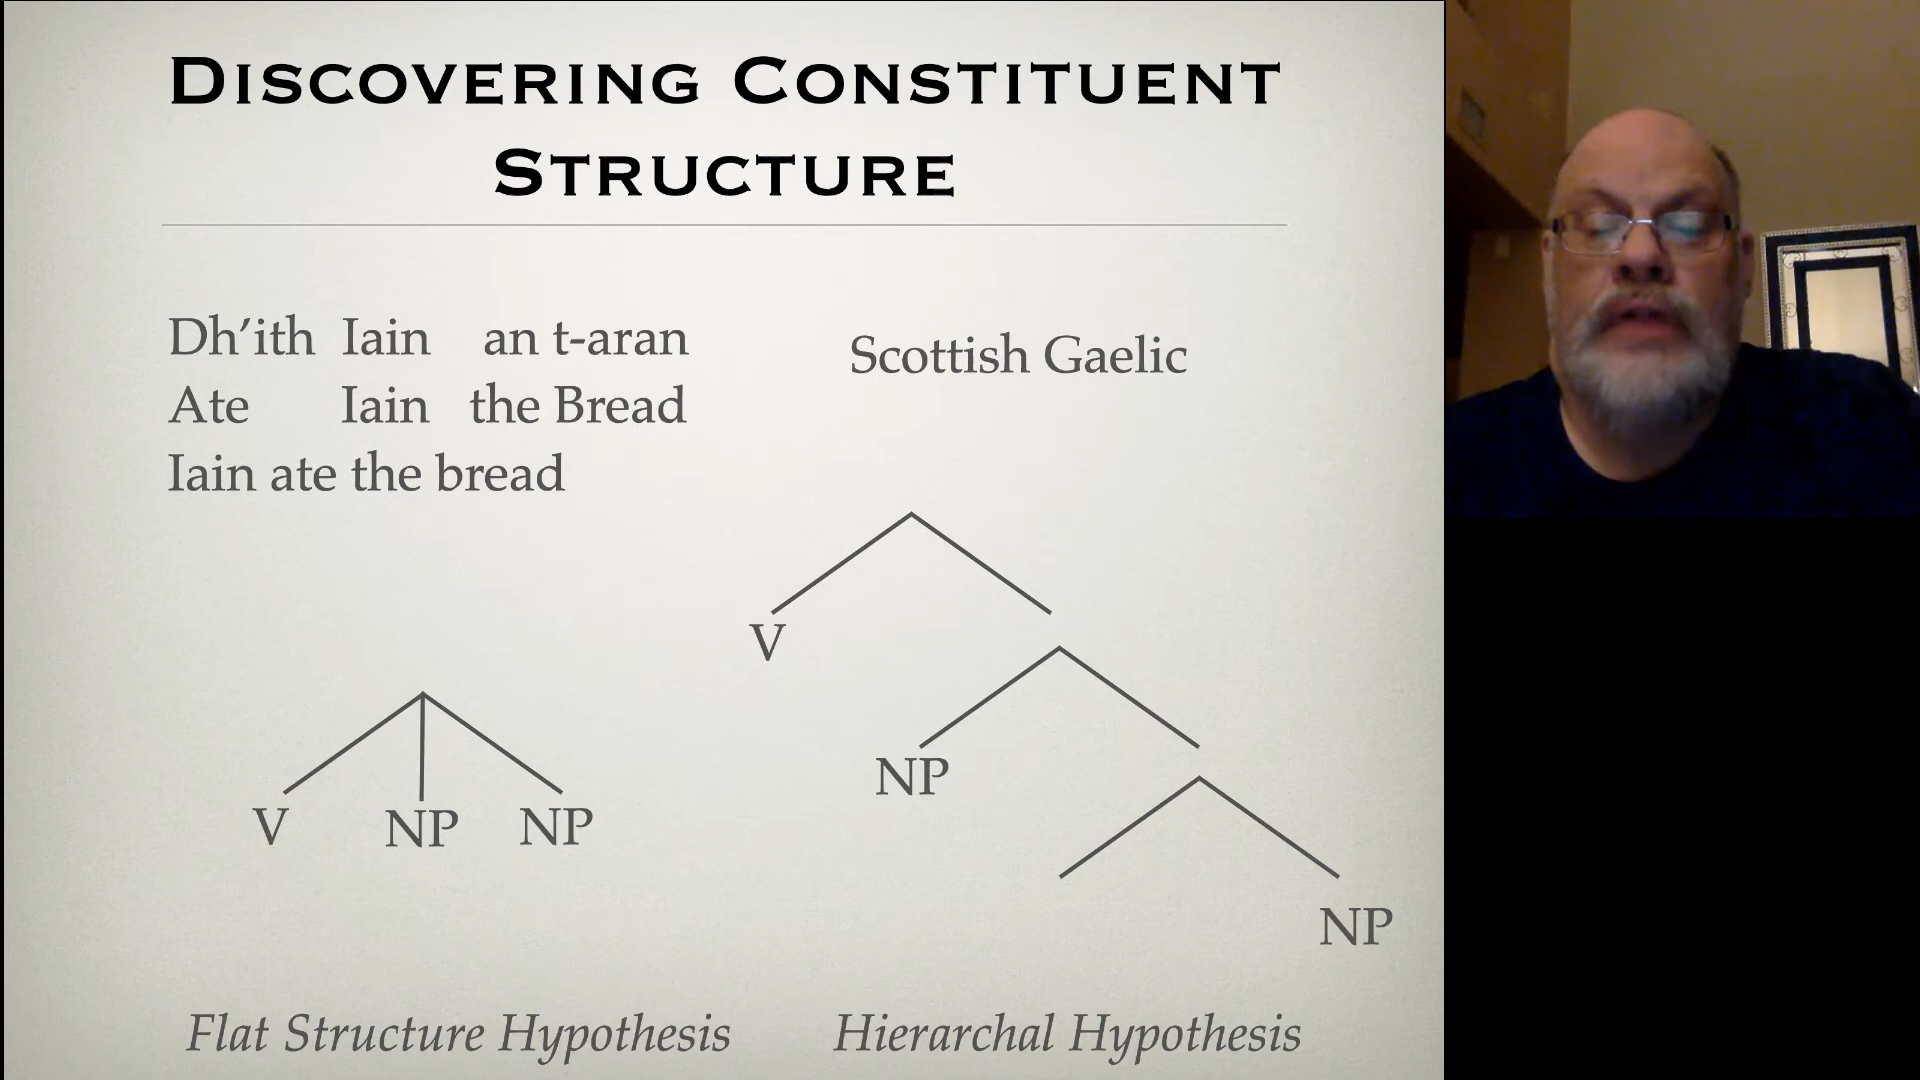 Discovering Constituent
Structure
Dh’ith Iain an t-aran
Scottish Gaelic
Ate Iain the Bread
Iain ate the bread
V
NP
V NP NP
NP
Flat Structure Hypothesis
Hierarchal Hypothesis